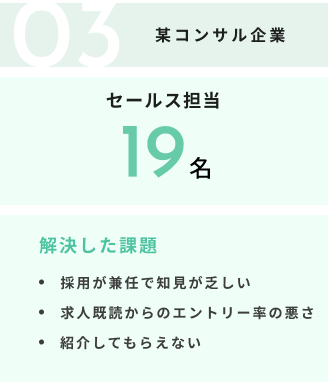 03
某コンサル企業
セールス担当
19名
解決した課題
• 採用が兼任で知見が乏しい
• 求人既読からのエントリー率の悪さ
• 紹介してもらえない